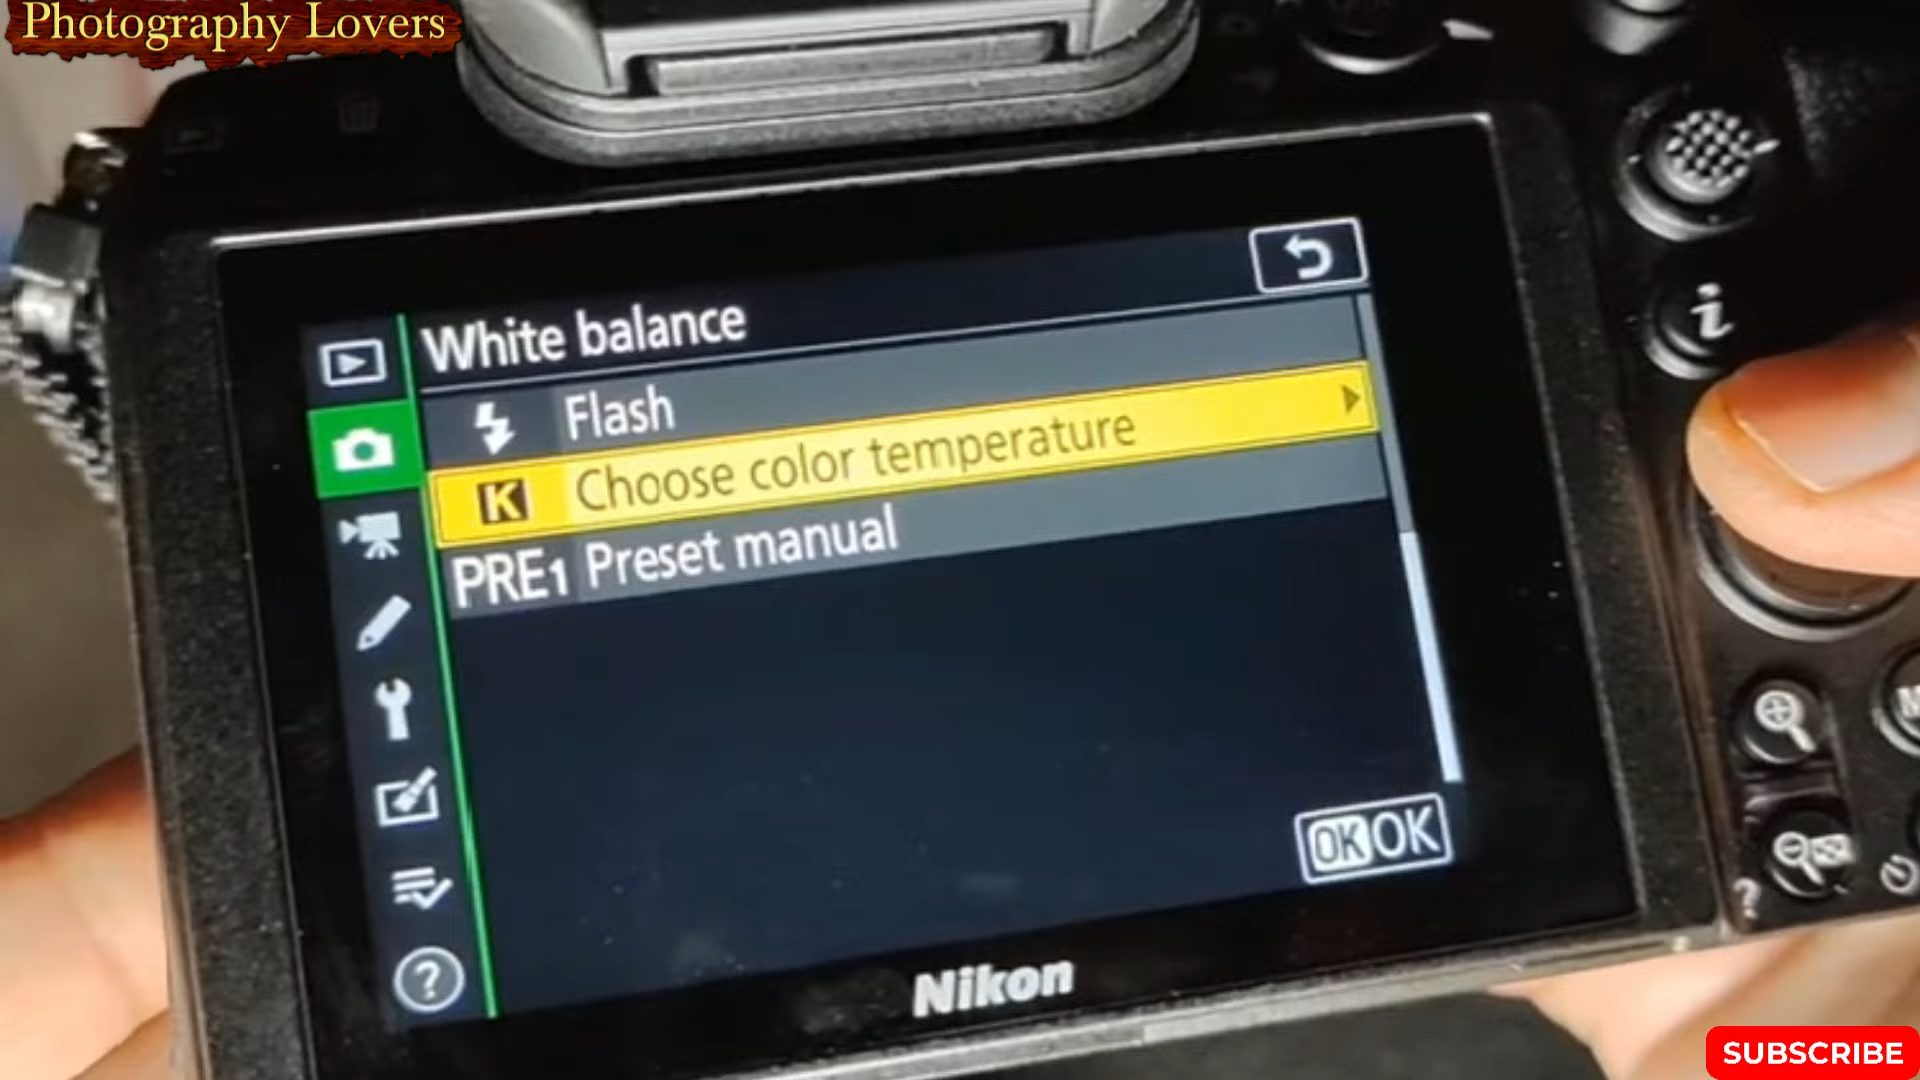 Photography Lovers
White balance
Flash
K Choose color temperature
PRE1 Preset manual
OK OK
Nikon
i
?
?
SUBSCRIBE